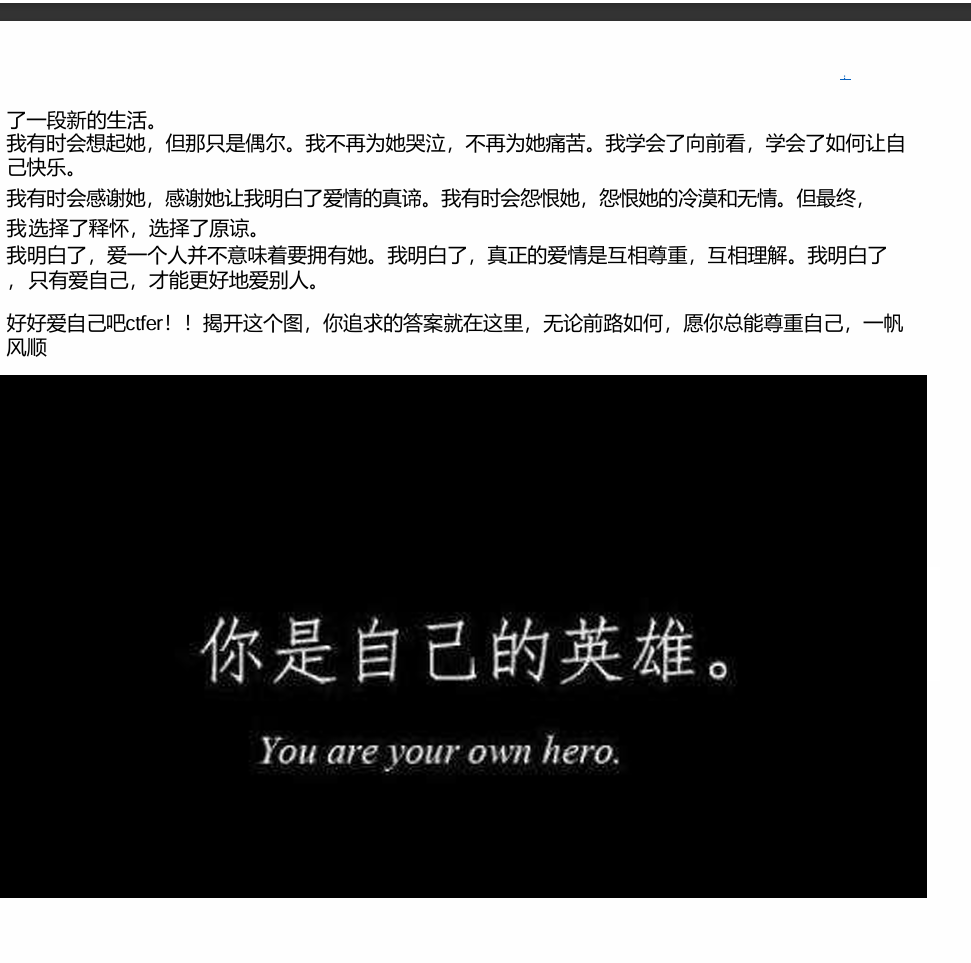 了一段新的生活。
我有时会想起她，但那只是偶尔。我不再为她哭泣，不再为她痛苦。我学会了向前看，学会了如何让自
己快乐。
我有时会感谢她，感谢她让我明白了爱情的真谛。我有时会怨恨她，怨恨她的冷漠和无情。但最终，
我选择了释怀，选择了原谅。
我明白了，爱一个人并不意味着要拥有她。我明白了，真正的爱情是互相尊重，互相理解。我明白了
，只有爱自己，才能更好地爱别人。
好好爱自己吧ctfer！！揭开这个图，你追求的答案就在这里，无论前路如何，愿你总能尊重自己，一帆
风顺
你是自己的英雄。
You are your own hero.